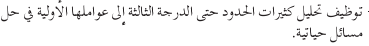 - توظيف تحليل كثيرات الحدود حتى الدرجة الثالثة إلى عواملها الأولية في حل
مسائل حياتية.